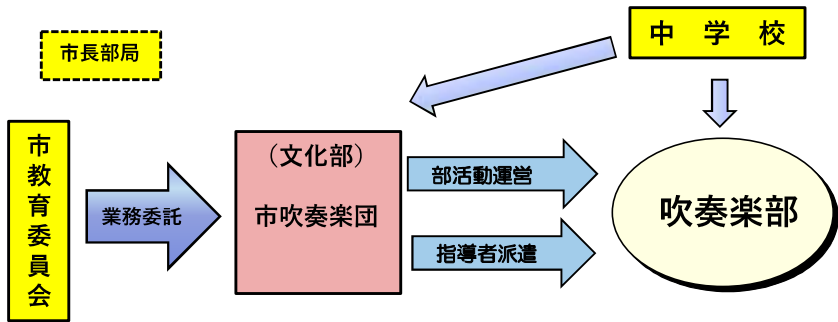 市長部局
中　学　校
市教育委員会
業務委託
（文化部）
市吹奏楽団
部活動運営
指導者派遣
吹奏楽部